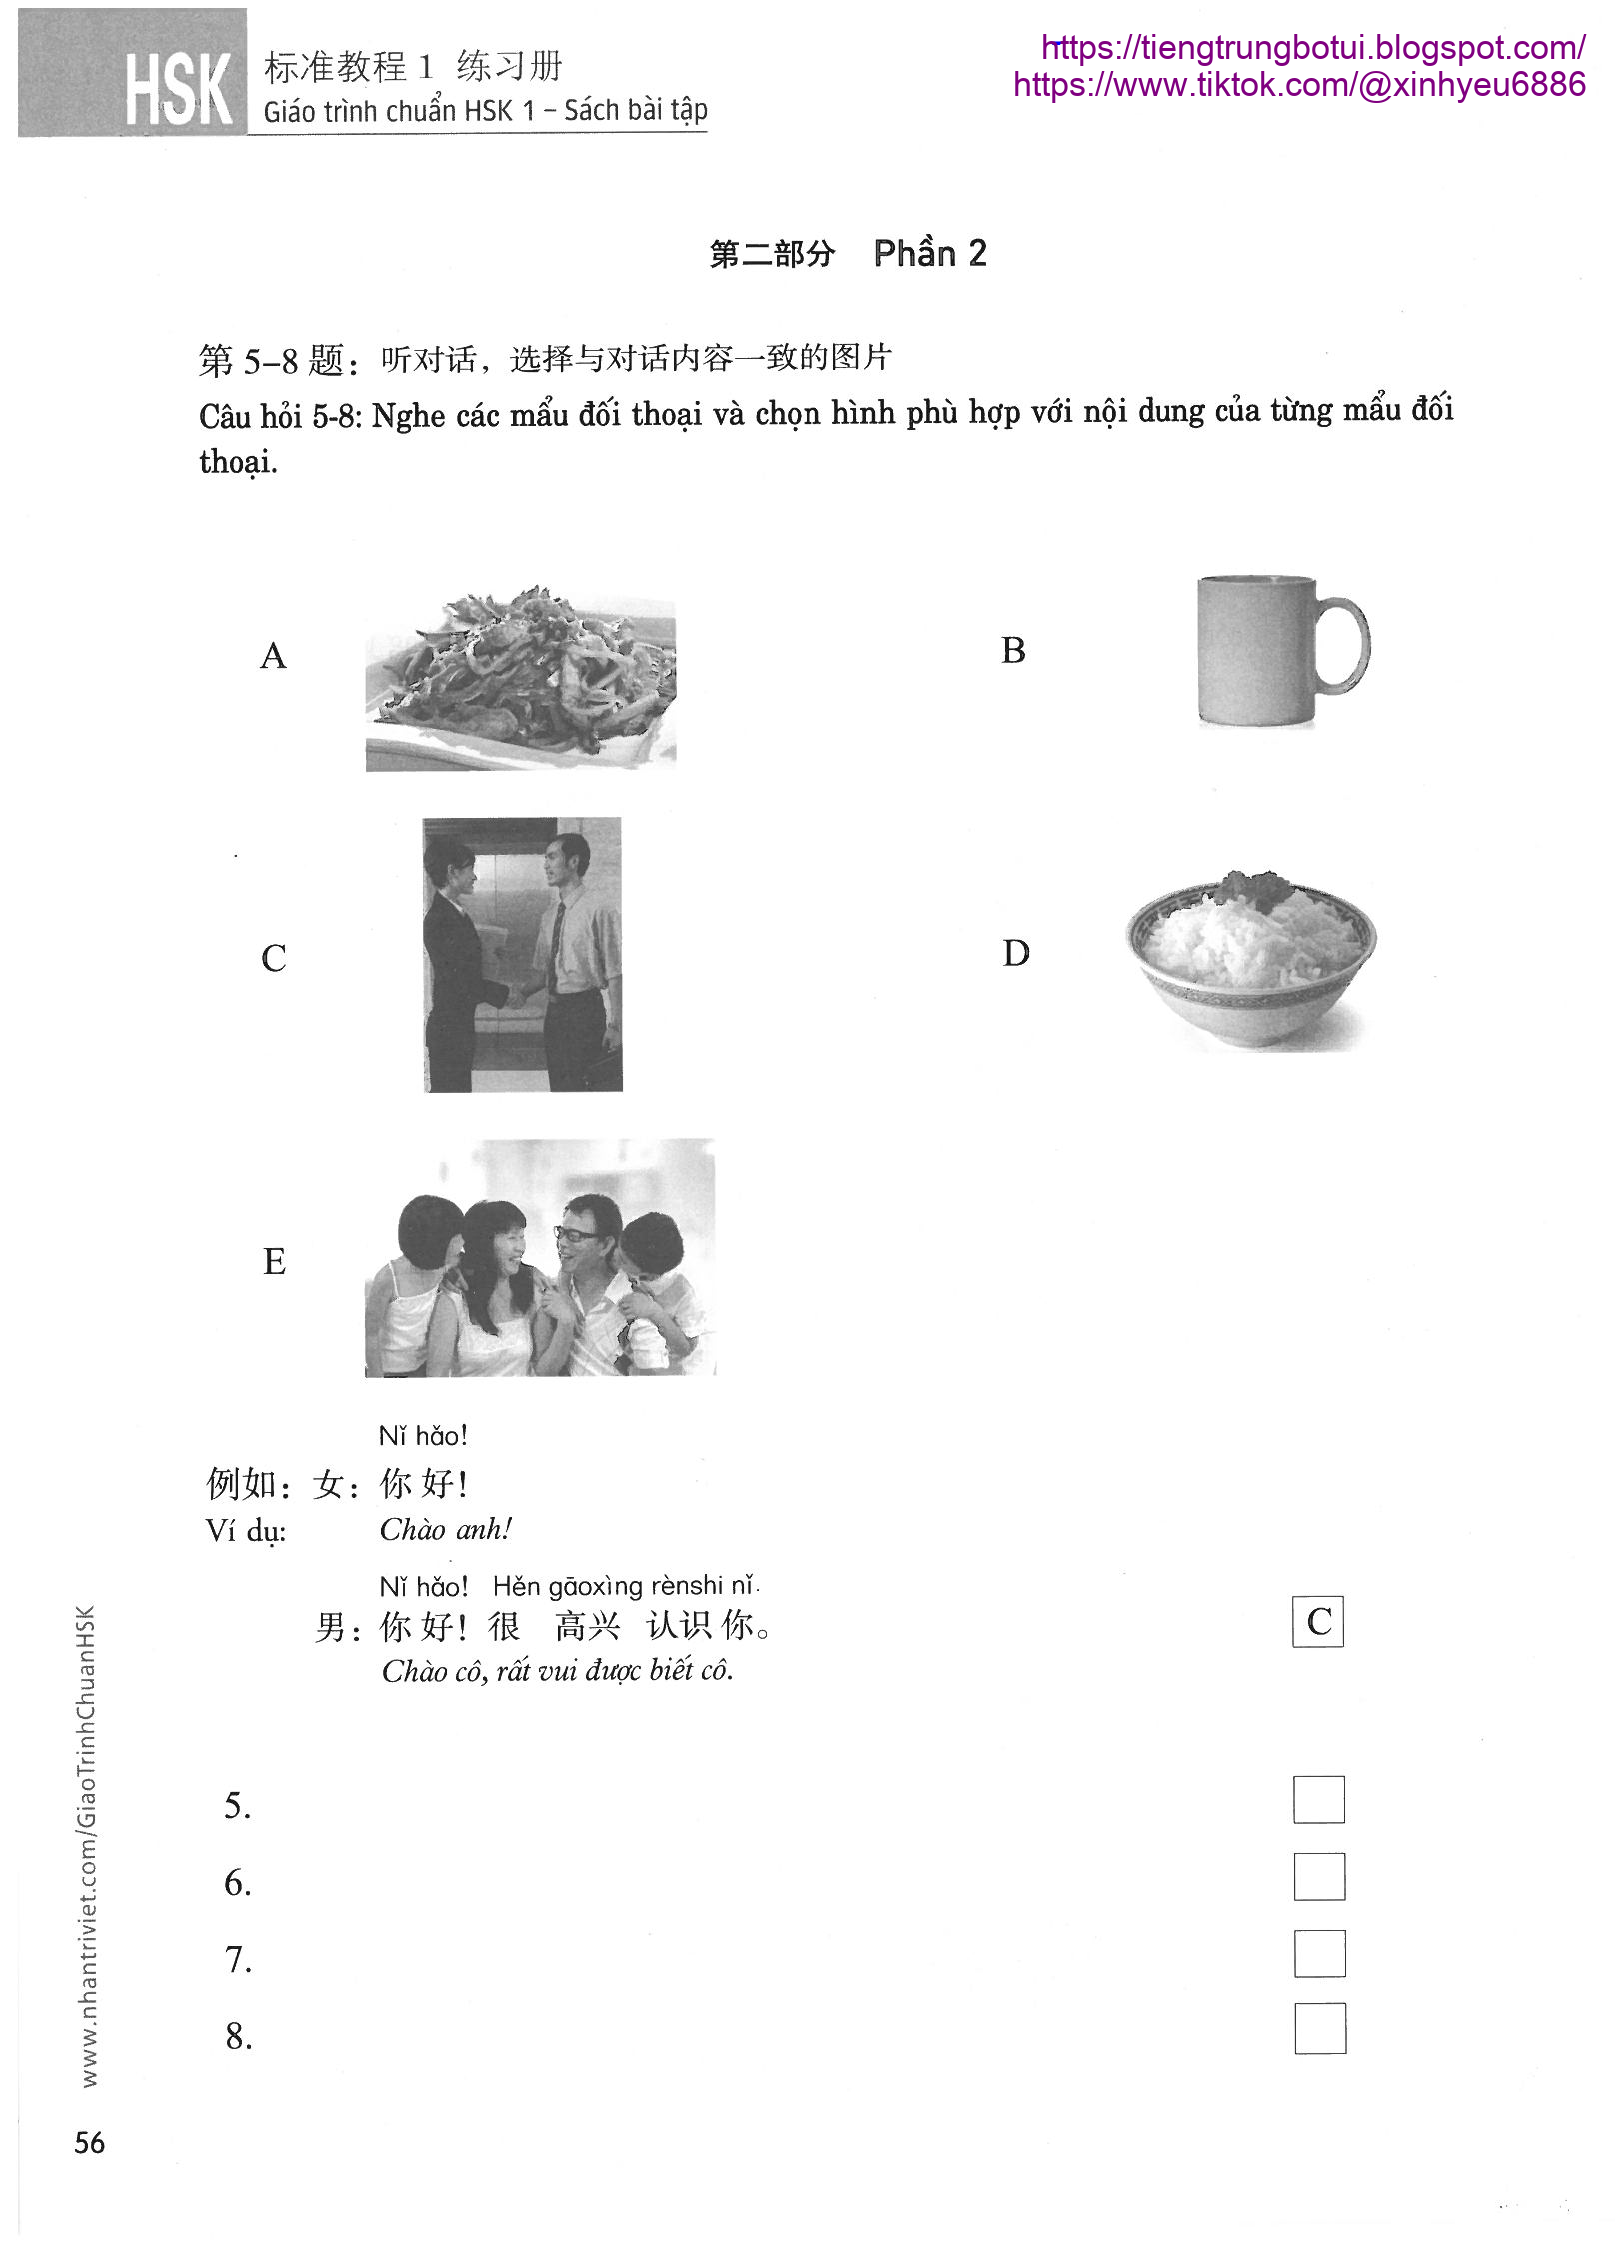 https://tiengtrungbotui.blogspot.com/
https://www.tiktok.com/@xinhyeu6886
HSK
标准教程 1 练习册
Giáo trình chuẩn HSK 1 – Sách bài tập
第二部分 Phần 2
第 5–8 题：听对话，选择与对话内容一致的图片
Câu hỏi 5-8: Nghe các mẩu đối thoại và chọn hình phù hợp với nội dung của từng mẩu đối
thoại.
A
B
C
D
E
Nǐ hǎo!
例如：女：你好！
Ví dụ: Chào anh!
Nǐ hǎo! Hěn gāoxìng rènshi nǐ.
男：你好！很 高兴 认识你。
C
Chào cô, rất vui được biết cô.
5.
6.
7.
8.
www.nhantriviet.com/GiaoTrinhChuanHSK
56